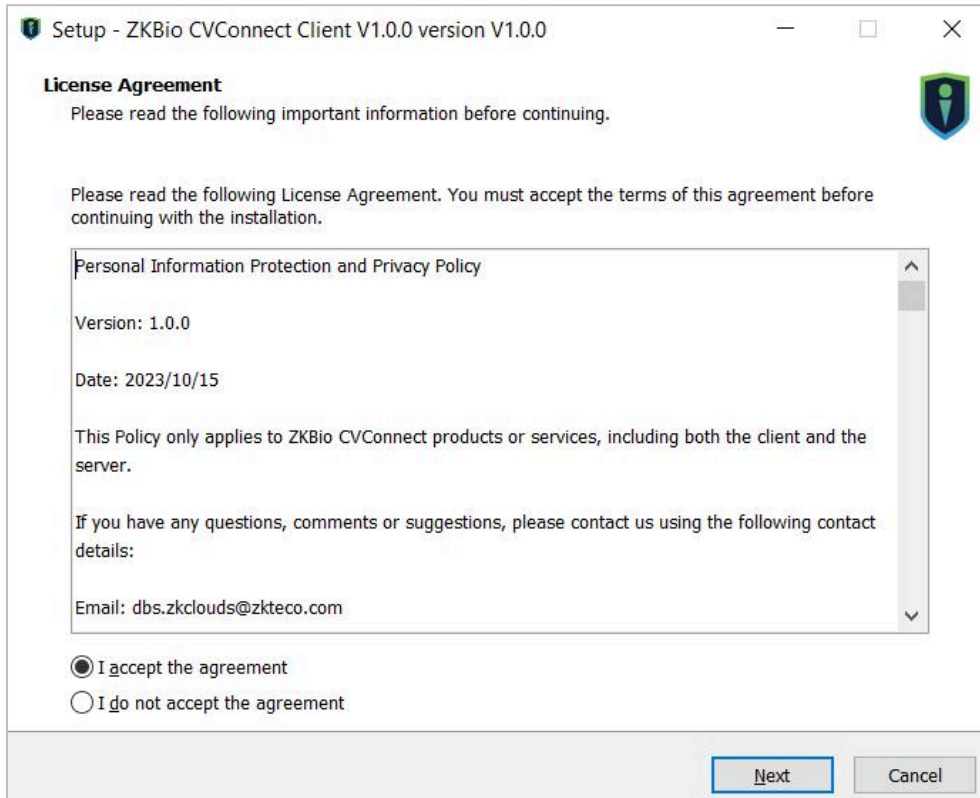 Setup - ZKBio CVConnect Client V1.0.0 version V1.0.0
License Agreement
Please read the following important information before continuing.
Please read the following License Agreement. You must accept the terms of this agreement before
continuing with the installation.
Personal Information Protection and Privacy Policy
Version: 1.0.0
Date: 2023/10/15
This Policy only applies to ZKBio CVConnect products or services, including both the client and the
server.
If you have any questions, comments or suggestions, please contact us using the following contact
details:
Email: dbs.zkclouds@zkteco.com
I accept the agreement
I do not accept the agreement
Next
Cancel